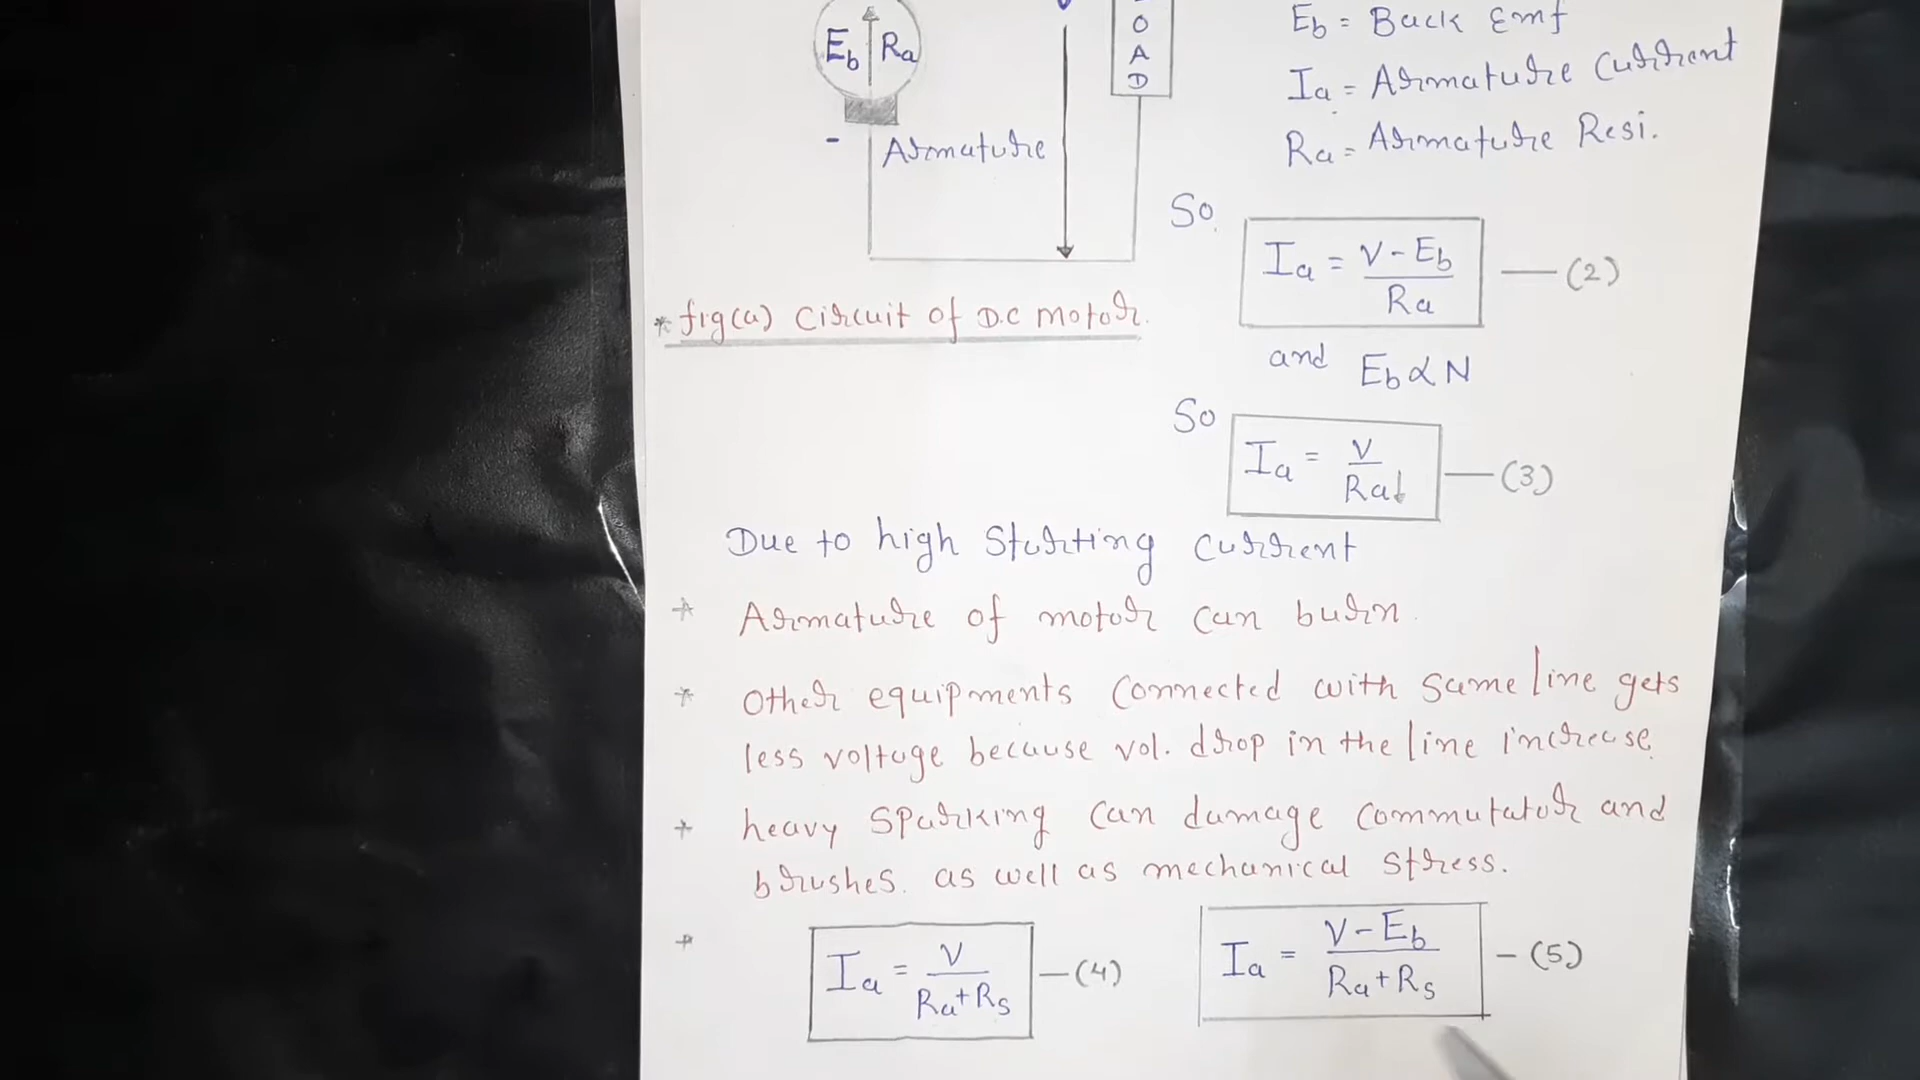 Eb = Back Emf
Eb Ra
O
A
D
Ia = Armature Current
Ra = Armature Resi.
- Armature
So
Ia = V - Eb / Ra — (2)
* fig(a) Circuit of D.C motor.
and Eb ∝ N
So
Ia = V / Ra↓ — (3)
Due to high Starting Current
* Armature of motor can burn.
* Other equipments Connected with same line gets
less voltage because vol. drop in the line increase.
* heavy Sparking Can damage Commutator and
brushes. as well as mechanical stress.
* Ia = V / Ra + Rs — (4) Ia = V - Eb / Ra + Rs - (5)